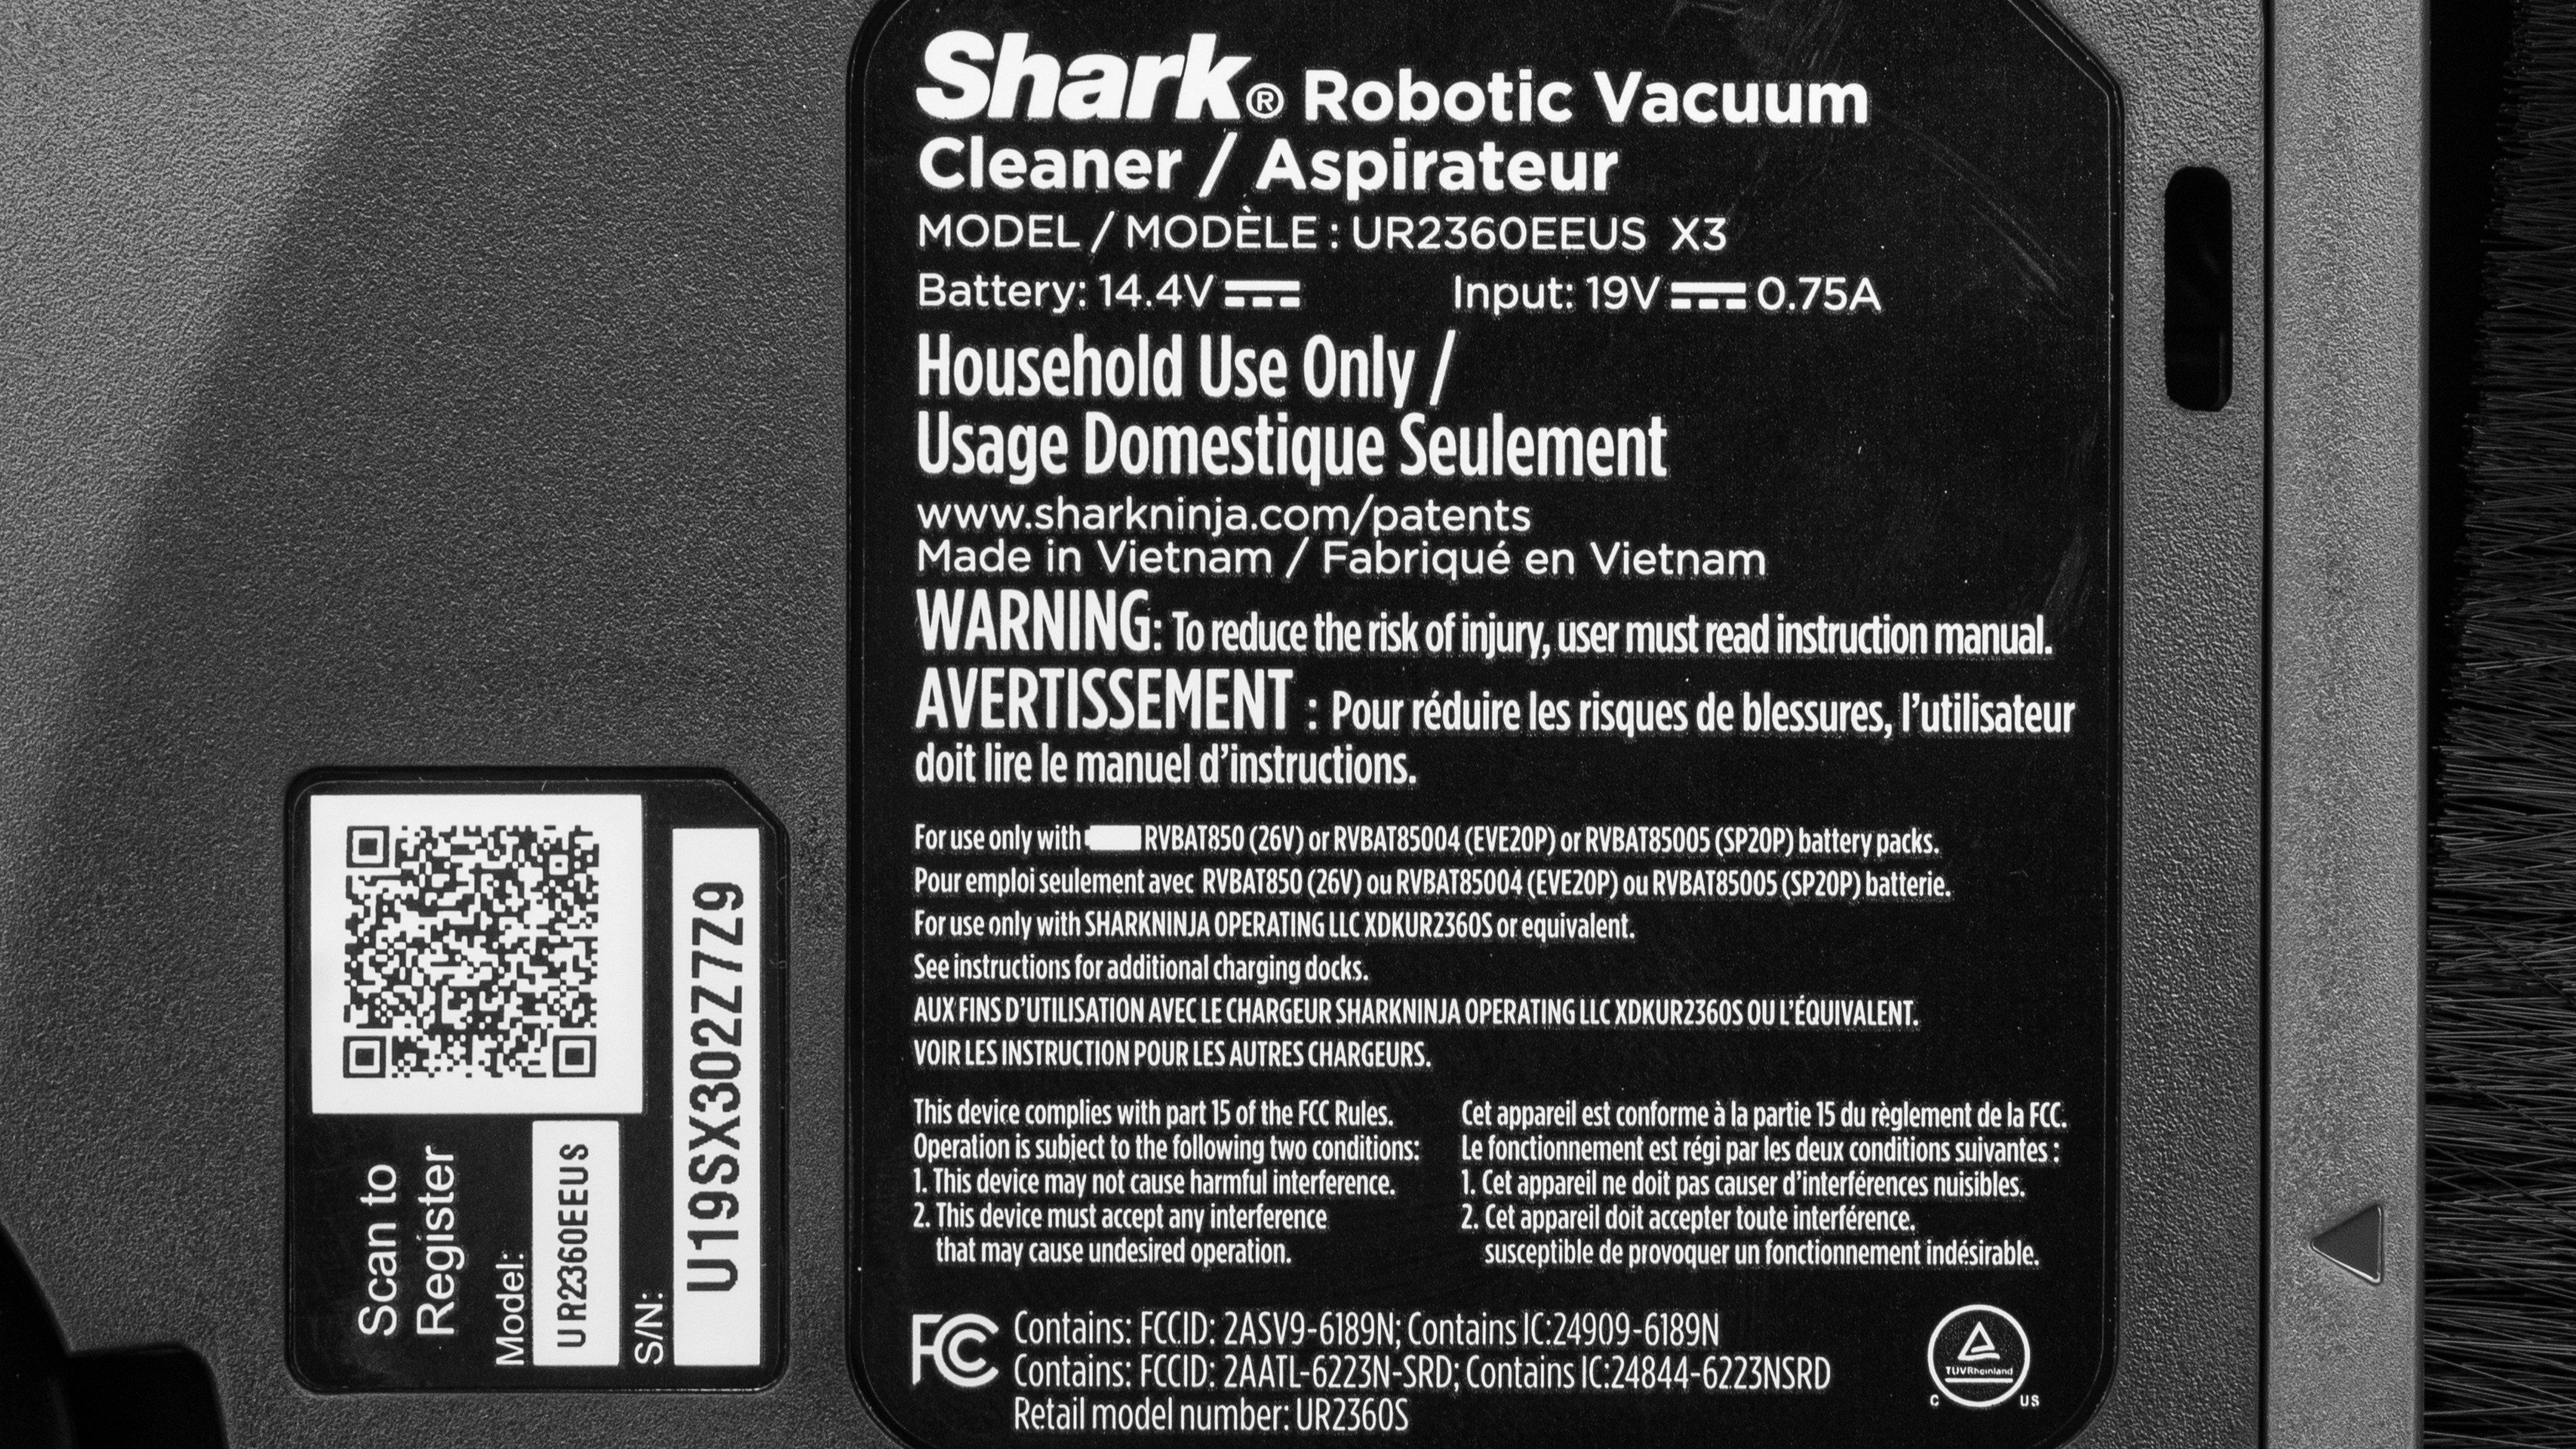 Shark® Robotic Vacuum
Cleaner / Aspirateur
MODEL / MODÈLE : UR2360EEUS X3
Battery: 14.4V Input: 19V 0.75A
Household Use Only /
Usage Domestique Seulement
www.sharkninja.com/patents
Made in Vietnam / Fabriqué en Vietnam
WARNING: To reduce the risk of injury, user must read instruction manual.
AVERTISSEMENT : Pour réduire les risques de blessures, l'utilisateur
doit lire le manuel d'instructions.
For use only with RVBAT850 (26V) or RVBAT85004 (EVE20P) or RVBAT85005 (SP20P) battery packs.
Pour emploi seulement avec RVBAT850 (26V) ou RVBAT85004 (EVE20P) ou RVBAT85005 (SP20P) batterie.
For use only with SHARKNINJA OPERATING LLC XDKUR2360S or equivalent.
See instructions for additional charging docks.
AUX FINS D'UTILISATION AVEC LE CHARGEUR SHARKNINJA OPERATING LLC XDKUR2360S OU L'ÉQUIVALENT.
VOIR LES INSTRUCTION POUR LES AUTRES CHARGEURS.
This device complies with part 15 of the FCC Rules.
Operation is subject to the following two conditions:
1. This device may not cause harmful interference.
2. This device must accept any interference
that may cause undesired operation.
Cet appareil est conforme à la partie 15 du règlement de la FCC.
Le fonctionnement est régi par les deux conditions suivantes :
1. Cet appareil ne doit pas causer d'interférences nuisibles.
2. Cet appareil doit accepter toute interférence.
susceptible de provoquer un fonctionnement indésirable.
FC Contains: FCCID: 2ASV9-6189N; Contains IC:24909-6189N
Contains: FCCID: 2AATL-6223N-SRD; Contains IC:24844-6223NSRD
Retail model number: UR2360S
TÜVRheinland
C US
Scan to
Register
Model:
UR2360EEUS
S/N:
U19SX302Z7Z9